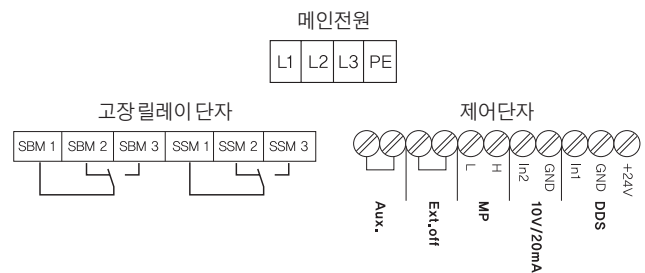 메인전원
L1 L2 L3 PE
고장 릴레이 단자
SBM 1 SBM 2 SBM 3 SSM 1 SSM 2 SSM 3
제어단자
L H In2 GND In1 GND +24V
Aux. Ext.off MP 10V/20mA DDS